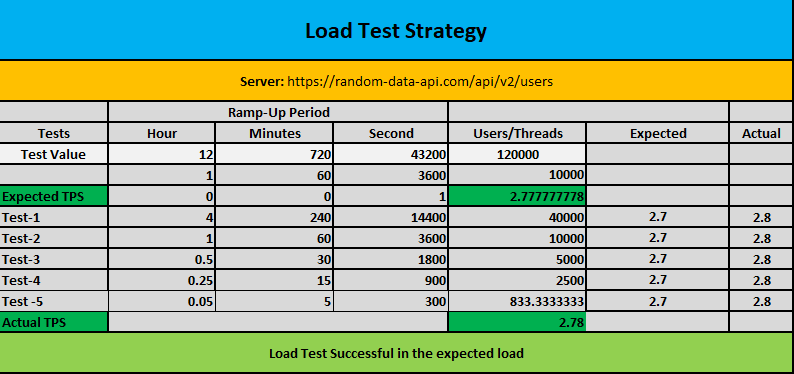 Load Test Strategy
Server: https://random-data-api.com/api/v2/users
Ramp-Up Period
Tests Hour Minutes Second Users/Threads Expected Actual
Test Value 12 720 43200 120000
1 60 3600 10000
Expected TPS 0 0 1 2.777777778
Test-1 4 240 14400 40000 2.7 2.8
Test-2 1 60 3600 10000 2.7 2.8
Test-3 0.5 30 1800 5000 2.7 2.8
Test-4 0.25 15 900 2500 2.7 2.8
Test -5 0.05 5 300 833.3333333 2.7 2.8
Actual TPS 2.78
Load Test Successful in the expected load